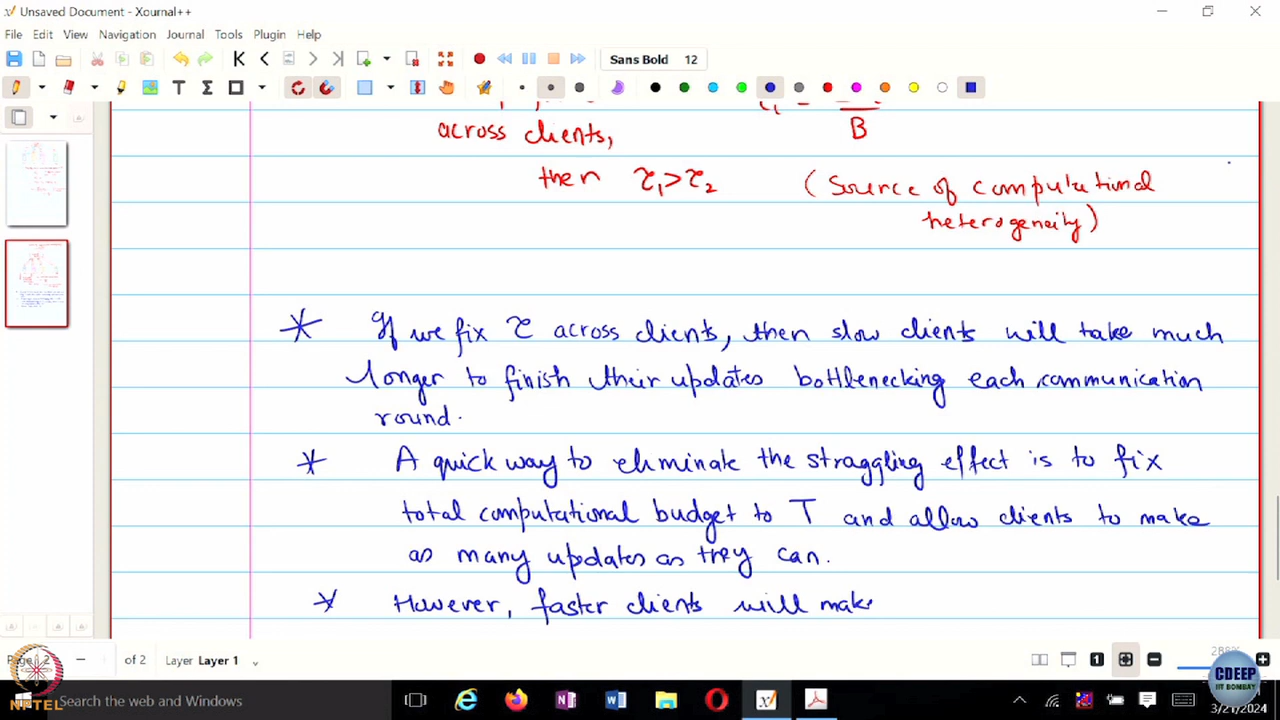 Unsaved Document - Xournal++
File Edit View Navigation Journal Tools Plugin Help
Sans Bold 12
across clients,
B
then τ₁>τ₂ (Source of computational
heterogeneity)
* If we fix τ across clients, then slow clients will take much
longer to finish their updates bottlenecking each communication
round.
* A quick way to eliminate the straggling effect is to fix
total computational budget to T and allow clients to make
as many updates as they can.
* However, faster clients will make
of 2 Layer Layer 1
288%
CDEEP
IIT BOMBAY
NPTEL
Search the web and Windows
3/21/2024